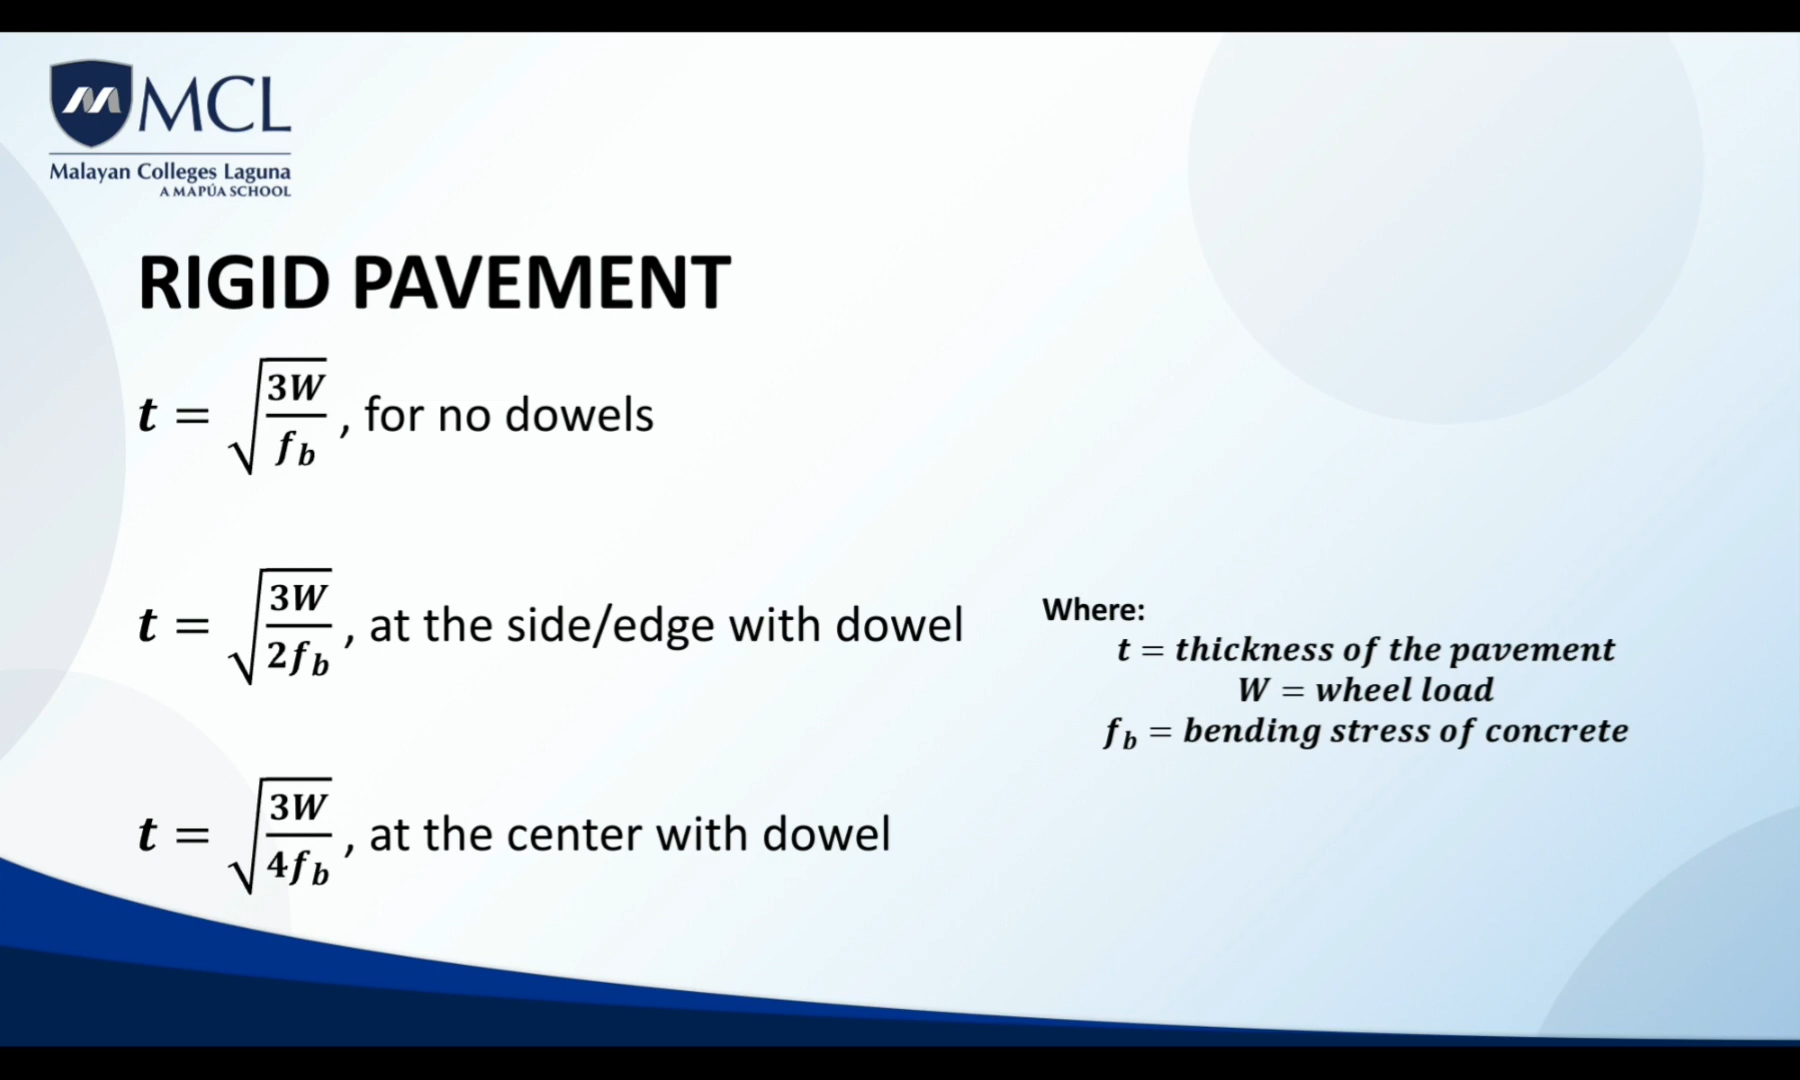 MCL
Malayan Colleges Laguna
A MAPÚA SCHOOL
RIGID PAVEMENT
t = √(3W/f_b) , for no dowels
t = √(3W/2f_b) , at the side/edge with dowel
t = √(3W/4f_b) , at the center with dowel
Where:
t = thickness of the pavement
W = wheel load
f_b = bending stress of concrete